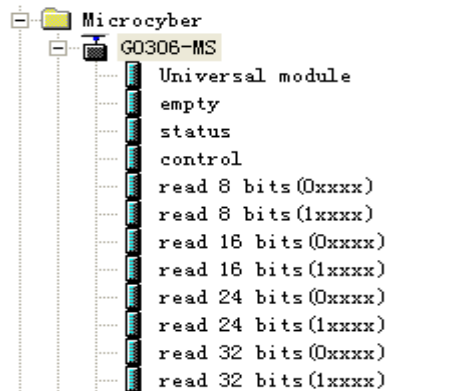 Microcyber
G0306-MS
Universal module
empty
status
control
read 8 bits(0xxxx)
read 8 bits(1xxxx)
read 16 bits(0xxxx)
read 16 bits(1xxxx)
read 24 bits(0xxxx)
read 24 bits(1xxxx)
read 32 bits(0xxxx)
read 32 bits(1xxxx)